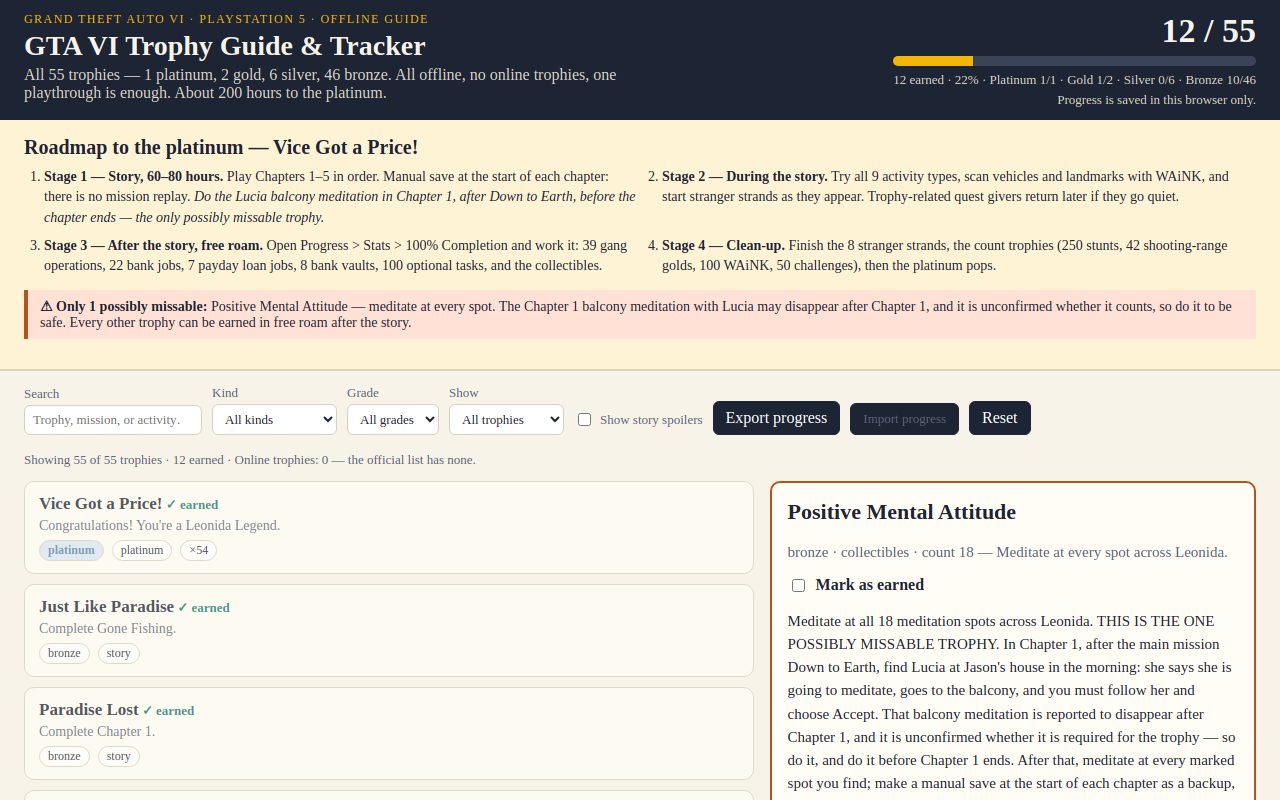 GRAND THEFT AUTO VI · PLAYSTATION 5 · OFFLINE GUIDE
GTA VI Trophy Guide & Tracker
All 55 trophies — 1 platinum, 2 gold, 6 silver, 46 bronze. All offline, no online trophies, one
playthrough is enough. About 200 hours to the platinum.
12 / 55
12 earned · 22% · Platinum 1/1 · Gold 1/2 · Silver 0/6 · Bronze 10/46
Progress is saved in this browser only.
Roadmap to the platinum — Vice Got a Price!
1. Stage 1 — Story, 60–80 hours. Play Chapters 1–5 in order. Manual save at the start of each chapter:
there is no mission replay. Do the Lucia balcony meditation in Chapter 1, after Down to Earth, before the
chapter ends — the only possibly missable trophy.
2. Stage 2 — During the story. Try all 9 activity types, scan vehicles and landmarks with WAiNK, and
start stranger strands as they appear. Trophy-related quest givers return later if they go quiet.
3. Stage 3 — After the story, free roam. Open Progress > Stats > 100% Completion and work it: 39 gang
operations, 22 bank jobs, 7 payday loan jobs, 8 bank vaults, 100 optional tasks, and the collectibles.
4. Stage 4 — Clean-up. Finish the 8 stranger strands, the count trophies (250 stunts, 42 shooting-range
golds, 100 WAiNK, 50 challenges), then the platinum pops.
⚠ Only 1 possibly missable: Positive Mental Attitude — meditate at every spot. The Chapter 1 balcony meditation with Lucia may disappear after Chapter 1, and it is unconfirmed whether it counts, so do it to be
safe. Every other trophy can be earned in free roam after the story.
Search
Trophy, mission, or activity.
Kind
All kinds
Grade
All grades
Show
All trophies
Show story spoilers
Export progress
Import progress
Reset
Showing 55 of 55 trophies · 12 earned · Online trophies: 0 — the official list has none.
Vice Got a Price! ✓ earned
Congratulations! You're a Leonida Legend.
platinum platinum ×54
Just Like Paradise ✓ earned
Complete Gone Fishing.
bronze story
Paradise Lost ✓ earned
Complete Chapter 1.
bronze story
Positive Mental Attitude
bronze · collectibles · count 18 — Meditate at every spot across Leonida.
Mark as earned
Meditate at all 18 meditation spots across Leonida. THIS IS THE ONE
POSSIBLY MISSABLE TROPHY. In Chapter 1, after the main mission
Down to Earth, find Lucia at Jason's house in the morning: she says she is
going to meditate, goes to the balcony, and you must follow her and
choose Accept. That balcony meditation is reported to disappear after
Chapter 1, and it is unconfirmed whether it is required for the trophy — so
do it, and do it before Chapter 1 ends. After that, meditate at every marked
spot you find; make a manual save at the start of each chapter as a backup,